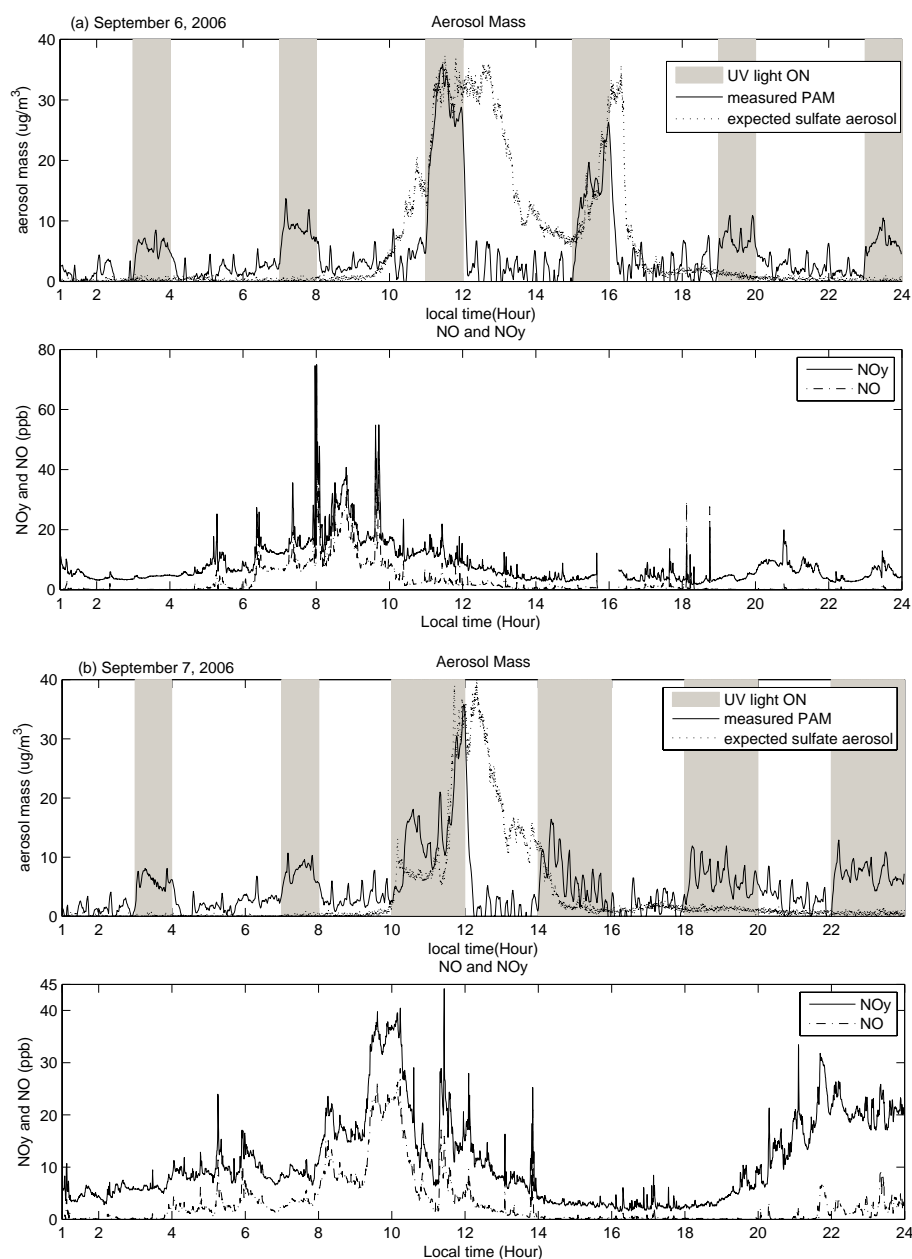 (a) September 6, 2006
Aerosol Mass
aerosol mass (ug/m³)
40
30
20
10
0
UV light ON
measured PAM
expected sulfate aerosol
1 2 4 6 8 10 12 14 16 18 20 22 24
local time(Hour)
NO and NOy
NOy and NO (ppb)
80
60
40
20
0
NOy
NO
1 2 4 6 8 10 12 14 16 18 20 22 24
Local time (Hour)
(b) September 7, 2006
Aerosol Mass
aerosol mass (ug/m³)
40
30
20
10
0
UV light ON
measured PAM
expected sulfate aerosol
1 2 4 6 8 10 12 14 16 18 20 22 24
local time(Hour)
NO and NOy
NOy and NO (ppb)
45
40
30
20
10
0
NOy
NO
1 2 4 6 8 10 12 14 16 18 20 22 24
Local time (Hour)